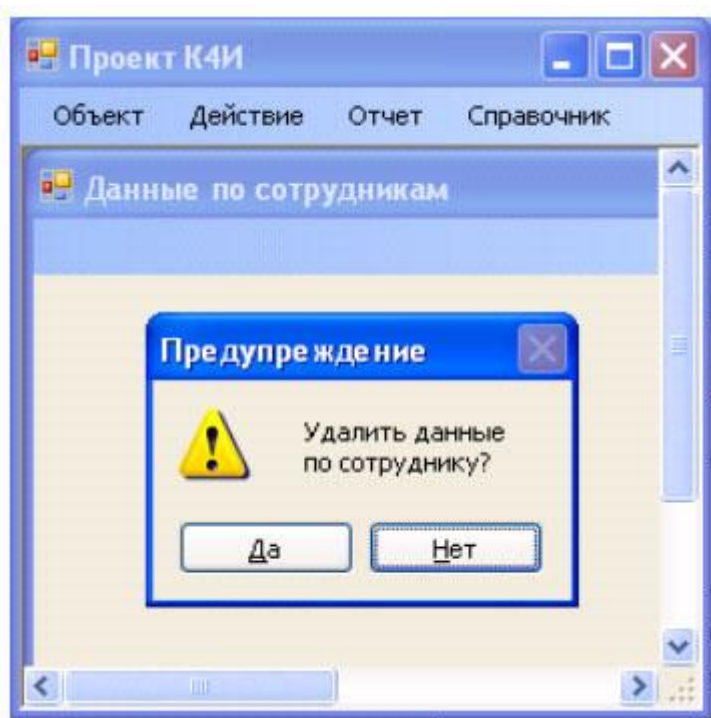 Проект К4И
Объект Действие Отчет Справочник
Данные по сотрудникам
Предупреждение
Удалить данные
по сотруднику?
Да Нет